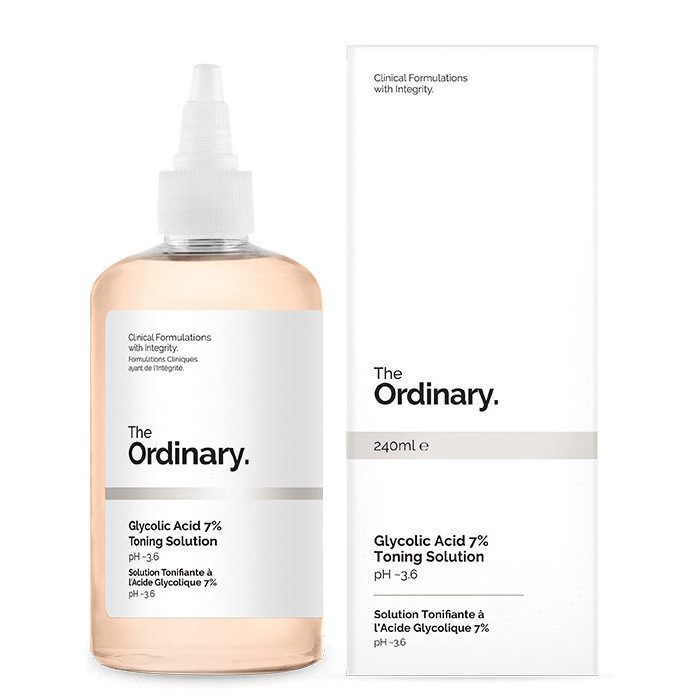 Clinical Formulations
with Integrity.
Formulations Cliniques
ayant de l'Intégrité.
The
Ordinary.
Glycolic Acid 7%
Toning Solution
pH ~3.6
Solution Tonifiante à
l'Acide Glycolique 7%
pH ~3.6
Clinical Formulations
with Integrity.
The
Ordinary.
240ml e
Glycolic Acid 7%
Toning Solution
pH ~3.6
Solution Tonifiante à
l'Acide Glycolique 7%
pH ~3.6